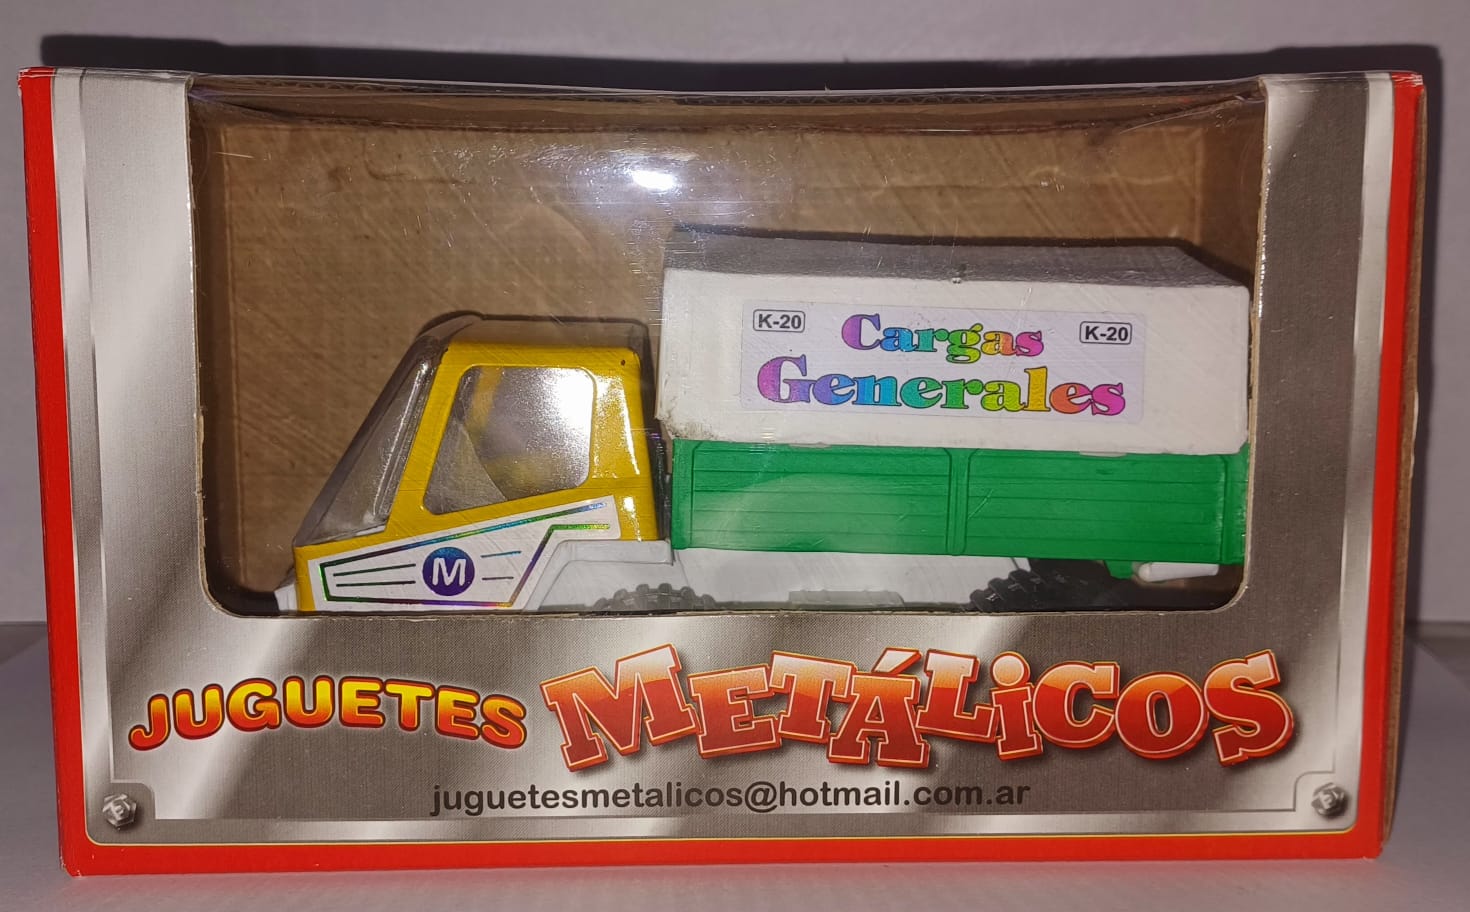 K-20 Cargas K-20
Generales
M
JUGUETES METÁLiCOS
juguetesmetalicos@hotmail.com.ar